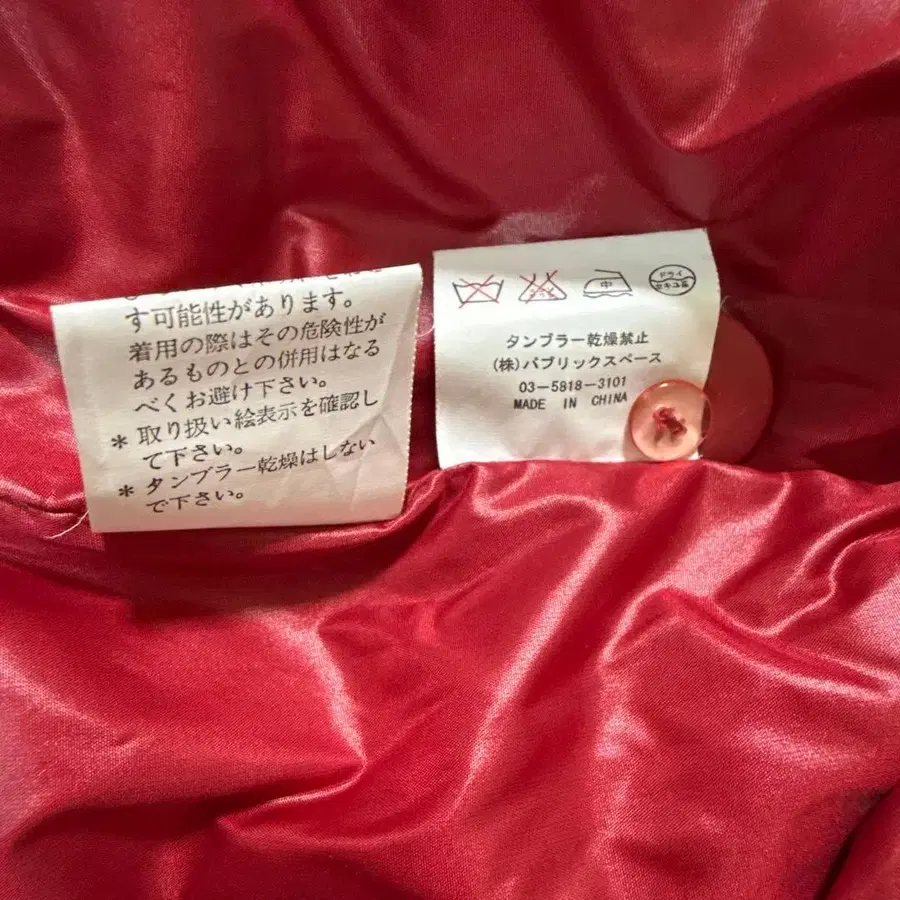 す可能性があります。
着用の際はその危険性が
あるものとの併用はなる
べくお避け下さい。
* 取り扱い絵表示を確認し
て下さい。
* タンブラー乾燥はしない
で下さい。
中
ドライ
セキユ系
タンブラー乾燥禁止
(株)パブリックスペース
03-5818-3101
MADE IN CHINA